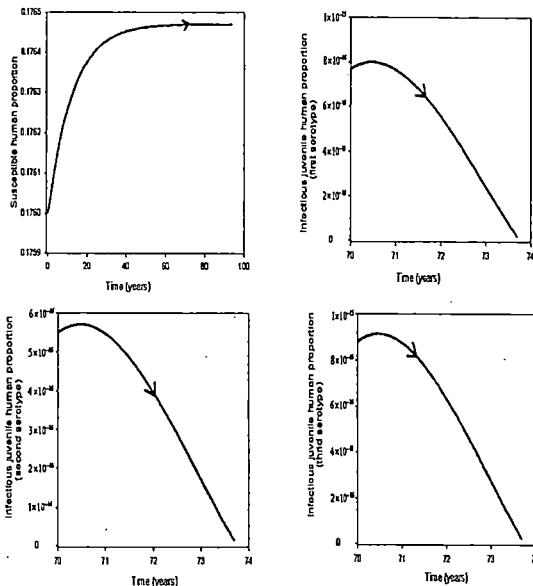 Susceptible human proportion
0.1765
0.1764
0.1763
0.1762
0.1761
0.1760
0.1759
0 20 40 60 80 100
Time (years)
Infectious juvenile human proportion
(first serotype)
0
70 71 72 73 74
Time (years)
Infectious juvenile human proportion
(second serotype)
0
70 71 72 73 74
Time (years)
Infectious juvenile human proportion
(thrid serotype)
0
70 71 72 73
Time (years)